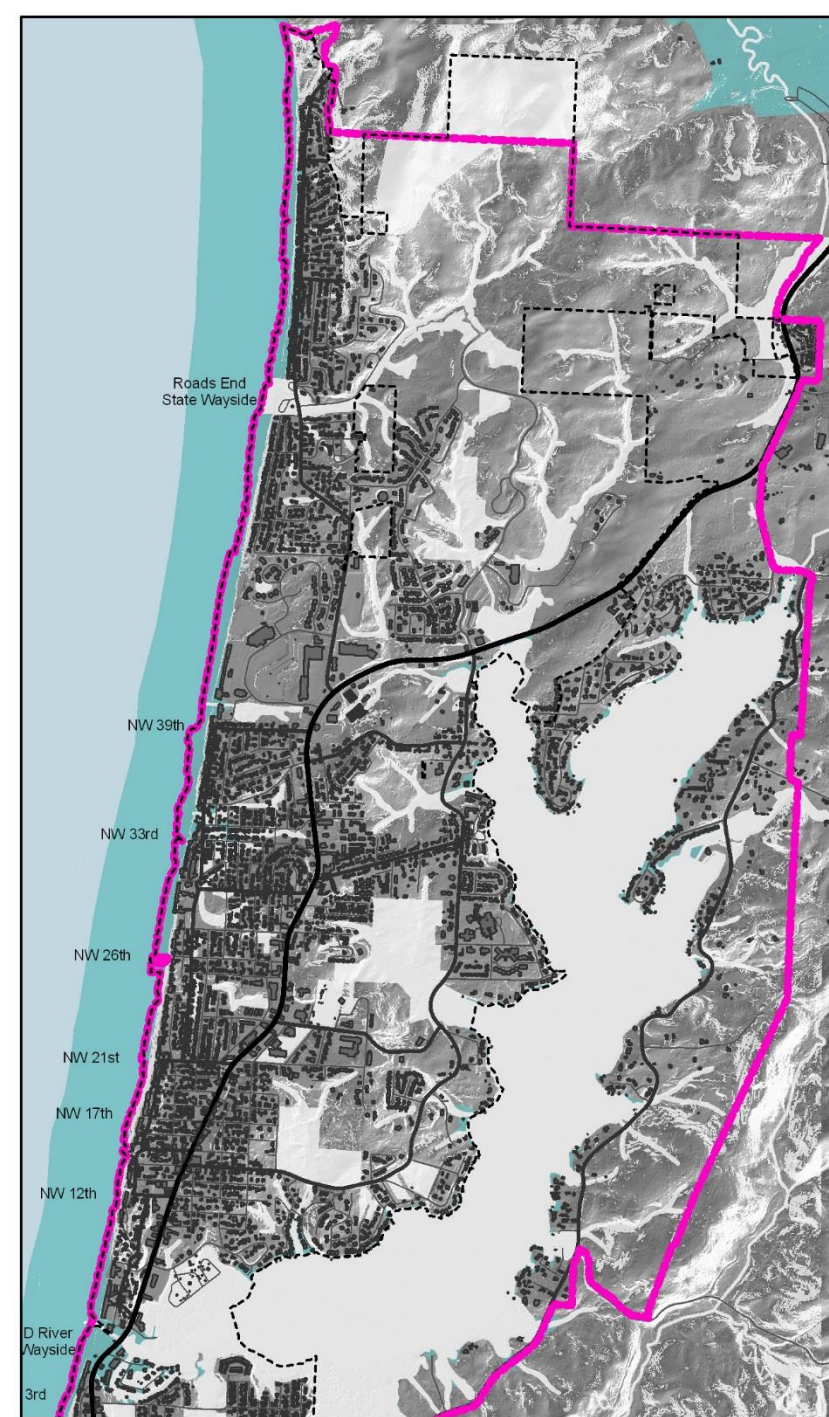 Roads End
State Wayside
NW 39th
NW 33rd
NW 26th
NW 21st
NW 17th
NW 12th
D River
Wayside
3rd